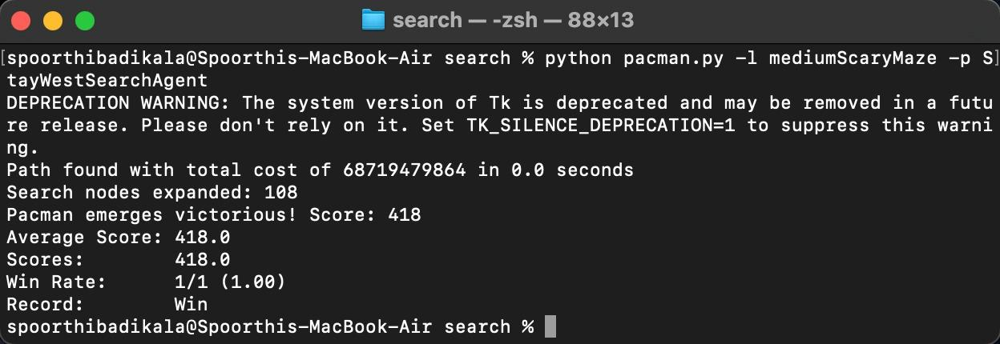 search — -zsh — 88×13
[spoorthibadikala@Spoorthis-MacBook-Air search % python pacman.py -l mediumScaryMaze -p S]
tayWestSearchAgent
DEPRECATION WARNING: The system version of Tk is deprecated and may be removed in a futu
re release. Please don't rely on it. Set TK_SILENCE_DEPRECATION=1 to suppress this warni
ng.
Path found with total cost of 68719479864 in 0.0 seconds
Search nodes expanded: 108
Pacman emerges victorious! Score: 418
Average Score: 418.0
Scores:        418.0
Win Rate:      1/1 (1.00)
Record:        Win
spoorthibadikala@Spoorthis-MacBook-Air search %